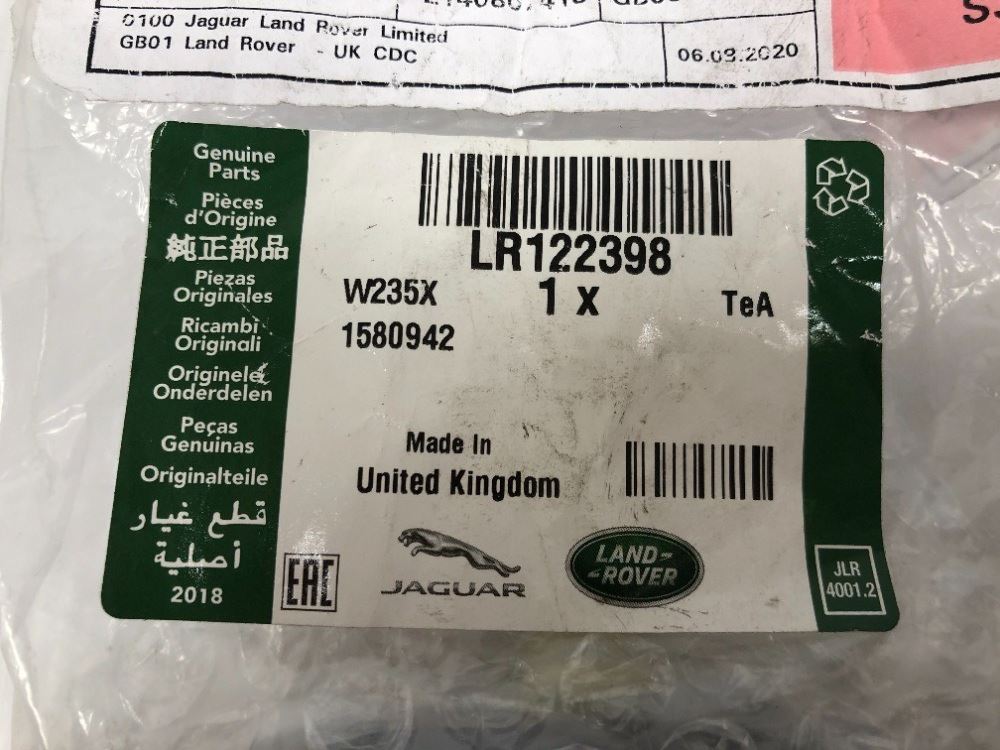 0100 Jaguar Land Rover Limited
GB01 Land Rover - UK CDC
06.03.2020
Genuine
Parts
Pièces
d'Origine
純正部品
Piezas
Originales
Ricambi
Originali
Originele
Onderdelen
Peças
Genuinas
Originalteile
قطع غيار
أصلية
2018
LR122398
W235X 1 x TeA
1580942
Made In
United Kingdom
EAC
JAGUAR
LAND-
-ROVER
JLR
4001.2